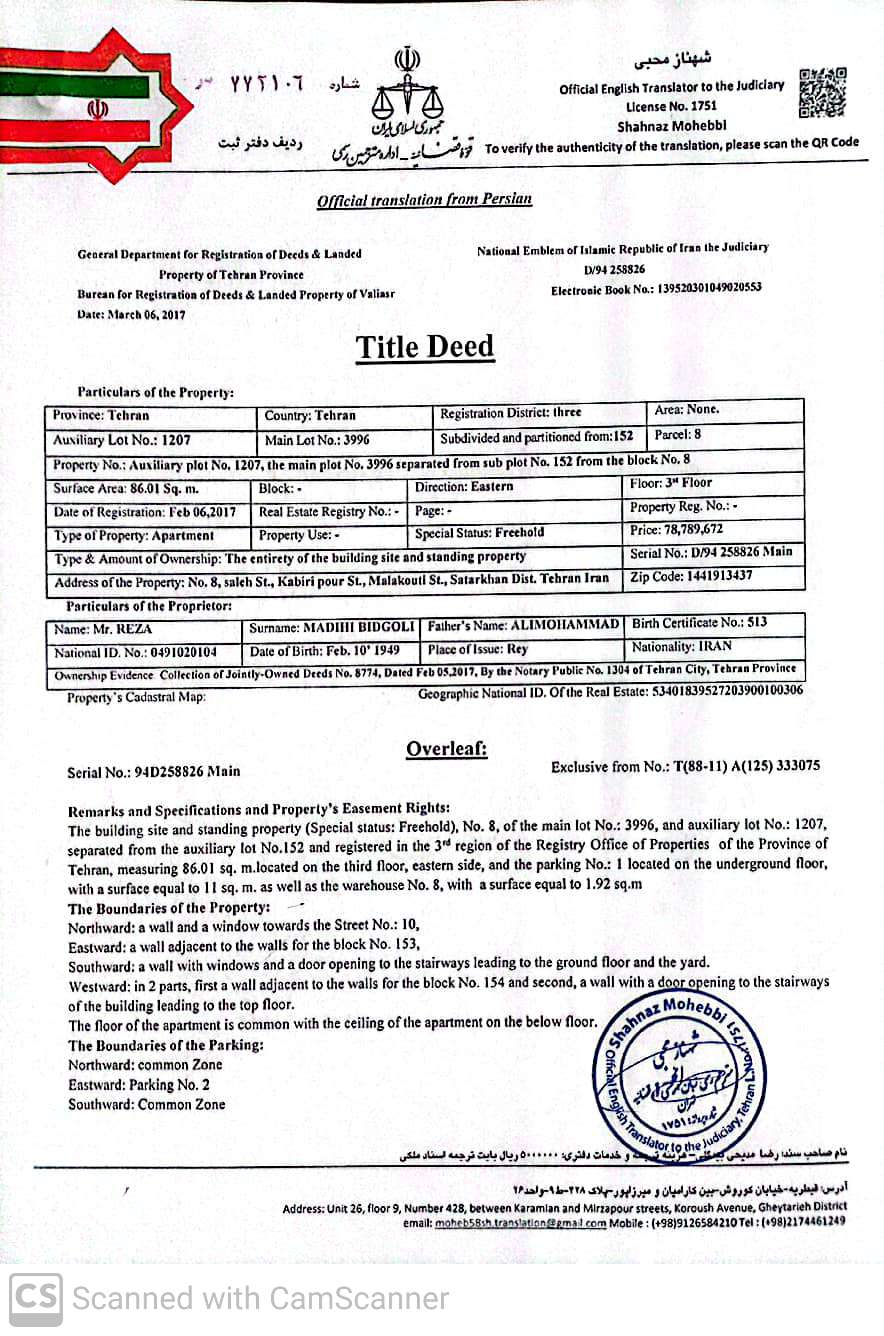 شماره ۷۷۲۱۰۶
ردیف دفتر ثبت
جمهوری اسلامی ایران
قوه قضائیه - اداره مترجمین رسمی
شهناز محبی
Official English Translator to the Judiciary
License No. 1751
Shahnaz Mohebbi
To verify the authenticity of the translation, please scan the QR Code
Official translation from Persian
General Department for Registration of Deeds & Landed
Property of Tehran Province
Bureau for Registration of Deeds & Landed Property of Valiasr
Date: March 06, 2017
National Emblem of Islamic Republic of Iran the Judiciary
D/94 258826
Electronic Book No.: 139520301049020553
Title Deed
Particulars of the Property:
Province: Tehran Country: Tehran Registration District: three Area: None.
Auxiliary Lot No.: 1207 Main Lot No.: 3996 Subdivided and partitioned from:152 Parcel: 8
Property No.: Auxiliary plot No. 1207, the main plot No. 3996 separated from sub plot No. 152 from the block No. 8
Surface Area: 86.01 Sq. m. Block: - Direction: Eastern Floor: 3rd Floor
Date of Registration: Feb 06,2017 Real Estate Registry No.: - Page: - Property Reg. No.: -
Type of Property: Apartment Property Use: - Special Status: Freehold Price: 78,789,672
Type & Amount of Ownership: The entirety of the building site and standing property Serial No.: D/94 258826 Main
Address of the Property: No. 8, saleh St., Kabiri pour St., Malakouti St., Satarkhan Dist. Tehran Iran Zip Code: 1441913437
Particulars of the Proprietor:
Name: Mr. REZA Surname: MADIHI BIDGOLI Father's Name: ALIMOHAMMAD Birth Certificate No.: 513
National ID. No.: 0491020104 Date of Birth: Feb. 10' 1949 Place of Issue: Rey Nationality: IRAN
Ownership Evidence: Collection of Jointly-Owned Deeds No. 8774, Dated Feb 05,2017, By the Notary Public No. 1304 of Tehran City, Tehran Province
Property's Cadastral Map: Geographic National ID. Of the Real Estate: 53401839527203900100306
Overleaf:
Serial No.: 94D258826 Main Exclusive from No.: T(88-11) A(125) 333075
Remarks and Specifications and Property's Easement Rights:
The building site and standing property (Special status: Freehold), No. 8, of the main lot No.: 3996, and auxiliary lot No.: 1207,
separated from the auxiliary lot No.152 and registered in the 3rd region of the Registry Office of Properties of the Province of
Tehran, measuring 86.01 sq. m.located on the third floor, eastern side, and the parking No.: 1 located on the underground floor,
with a surface equal to 11 sq. m. as well as the warehouse No. 8, with a surface equal to 1.92 sq.m
The Boundaries of the Property:
Northward: a wall and a window towards the Street No.: 10,
Eastward: a wall adjacent to the walls for the block No. 153,
Southward: a wall with windows and a door opening to the stairways leading to the ground floor and the yard.
Westward: in 2 parts, first a wall adjacent to the walls for the block No. 154 and second, a wall with a door opening to the stairways
of the building leading to the top floor.
The floor of the apartment is common with the ceiling of the apartment on the below floor.
The Boundaries of the Parking:
Northward: common Zone
Eastward: Parking No. 2
Southward: Common Zone
Shahnaz Mohebbi
Official English Translator to the Judiciary, Tehran L.No.:1751
شهناز محبی
تهران
۱۷۵۱
نام صاحب سند: رضا مدیحی بیدگلی - هزینه ترجمه و خدمات دفتری: ۵۰۰۰۰۰۰ ریال بابت ترجمه اسناد ملکی
آدرس: قیطریه-خیابان کوروش-بین کارامیان و میرزاپور-پلاک ۴۲۸-ط۹-واحد۲۶
Address: Unit 26, floor 9, Number 428, between Karamian and Mirzapour streets, Koroush Avenue, Gheytarieh District
email: moheb58sh.translation@gmail.com Mobile : (+98)9126584210 Tel : (+98)2174461249
CS Scanned with CamScanner